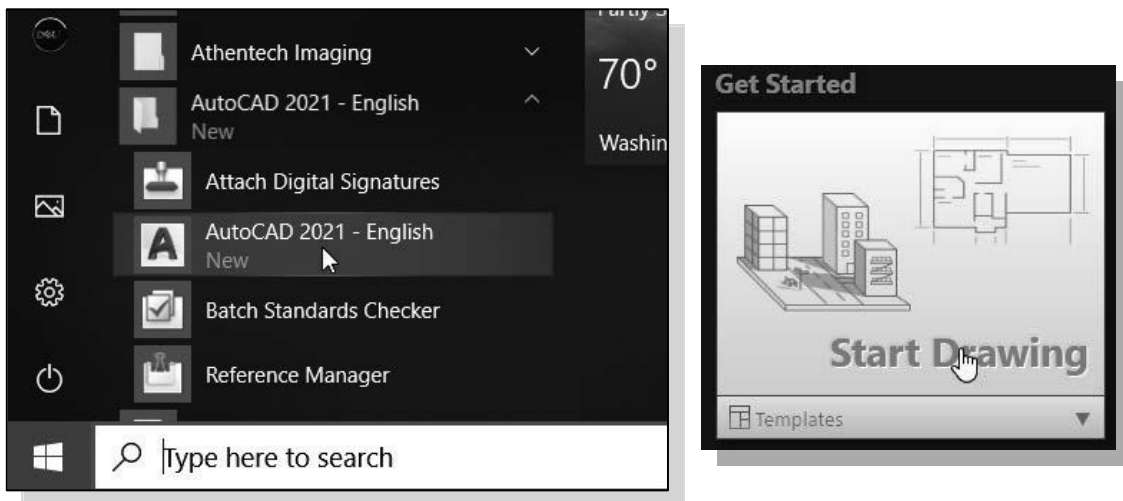 Athentech Imaging
AutoCAD 2021 - English
New
Attach Digital Signatures
AutoCAD 2021 - English
New
Batch Standards Checker
Reference Manager
Type here to search
70°
Washin
Get Started
Start Drawing
Templates